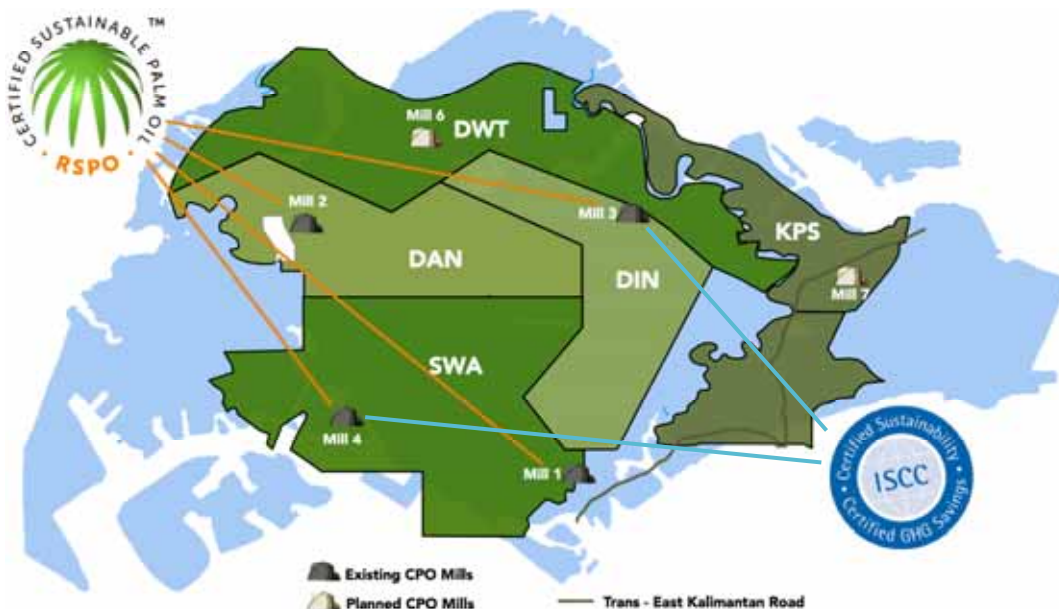 CERTIFIED SUSTAINABLE PALM OIL
TM
· RSPO ·
Mill 6
DWT
Mill 2
Mill 3
DAN
DIN
KPS
Mill 7
SWA
Mill 4
Mill 1
· Certified Sustainability ·
ISCC
Certified GHG Savings
Existing CPO Mills
Planned CPO Mills
Trans - East Kalimantan Road